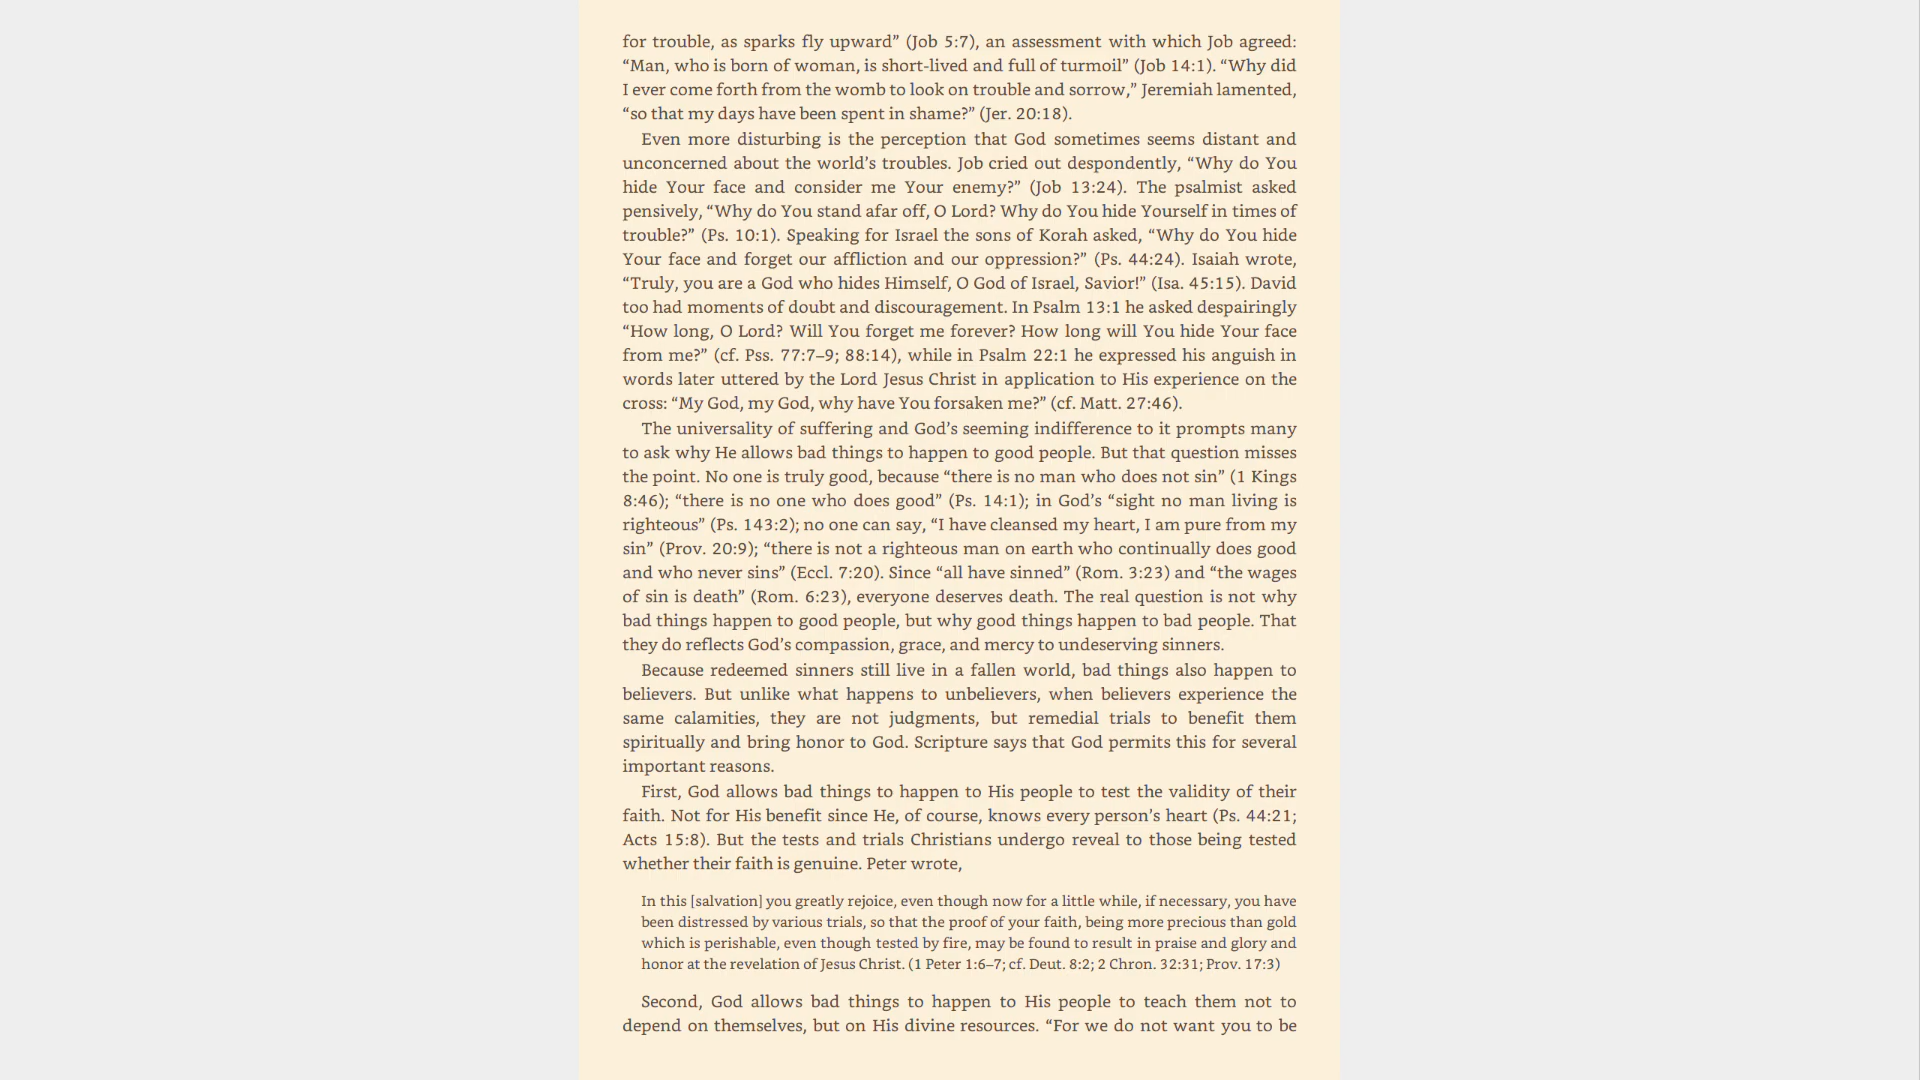 for trouble, as sparks fly upward” (Job 5:7), an assessment with which Job agreed:
“Man, who is born of woman, is short-lived and full of turmoil” (Job 14:1). “Why did
I ever come forth from the womb to look on trouble and sorrow,” Jeremiah lamented,
“so that my days have been spent in shame?” (Jer. 20:18).
Even more disturbing is the perception that God sometimes seems distant and
unconcerned about the world’s troubles. Job cried out despondently, “Why do You
hide Your face and consider me Your enemy?” (Job 13:24). The psalmist asked
pensively, “Why do You stand afar off, O Lord? Why do You hide Yourself in times of
trouble?” (Ps. 10:1). Speaking for Israel the sons of Korah asked, “Why do You hide
Your face and forget our affliction and our oppression?” (Ps. 44:24). Isaiah wrote,
“Truly, you are a God who hides Himself, O God of Israel, Savior!” (Isa. 45:15). David
too had moments of doubt and discouragement. In Psalm 13:1 he asked despairingly
“How long, O Lord? Will You forget me forever? How long will You hide Your face
from me?” (cf. Pss. 77:7–9; 88:14), while in Psalm 22:1 he expressed his anguish in
words later uttered by the Lord Jesus Christ in application to His experience on the
cross: “My God, my God, why have You forsaken me?” (cf. Matt. 27:46).
The universality of suffering and God’s seeming indifference to it prompts many
to ask why He allows bad things to happen to good people. But that question misses
the point. No one is truly good, because “there is no man who does not sin” (1 Kings
8:46); “there is no one who does good” (Ps. 14:1); in God’s “sight no man living is
righteous” (Ps. 143:2); no one can say, “I have cleansed my heart, I am pure from my
sin” (Prov. 20:9); “there is not a righteous man on earth who continually does good
and who never sins” (Eccl. 7:20). Since “all have sinned” (Rom. 3:23) and “the wages
of sin is death” (Rom. 6:23), everyone deserves death. The real question is not why
bad things happen to good people, but why good things happen to bad people. That
they do reflects God’s compassion, grace, and mercy to undeserving sinners.
Because redeemed sinners still live in a fallen world, bad things also happen to
believers. But unlike what happens to unbelievers, when believers experience the
same calamities, they are not judgments, but remedial trials to benefit them
spiritually and bring honor to God. Scripture says that God permits this for several
important reasons.
First, God allows bad things to happen to His people to test the validity of their
faith. Not for His benefit since He, of course, knows every person’s heart (Ps. 44:21;
Acts 15:8). But the tests and trials Christians undergo reveal to those being tested
whether their faith is genuine. Peter wrote,
In this [salvation] you greatly rejoice, even though now for a little while, if necessary, you have
been distressed by various trials, so that the proof of your faith, being more precious than gold
which is perishable, even though tested by fire, may be found to result in praise and glory and
honor at the revelation of Jesus Christ. (1 Peter 1:6–7; cf. Deut. 8:2; 2 Chron. 32:31; Prov. 17:3)
Second, God allows bad things to happen to His people to teach them not to
depend on themselves, but on His divine resources. “For we do not want you to be